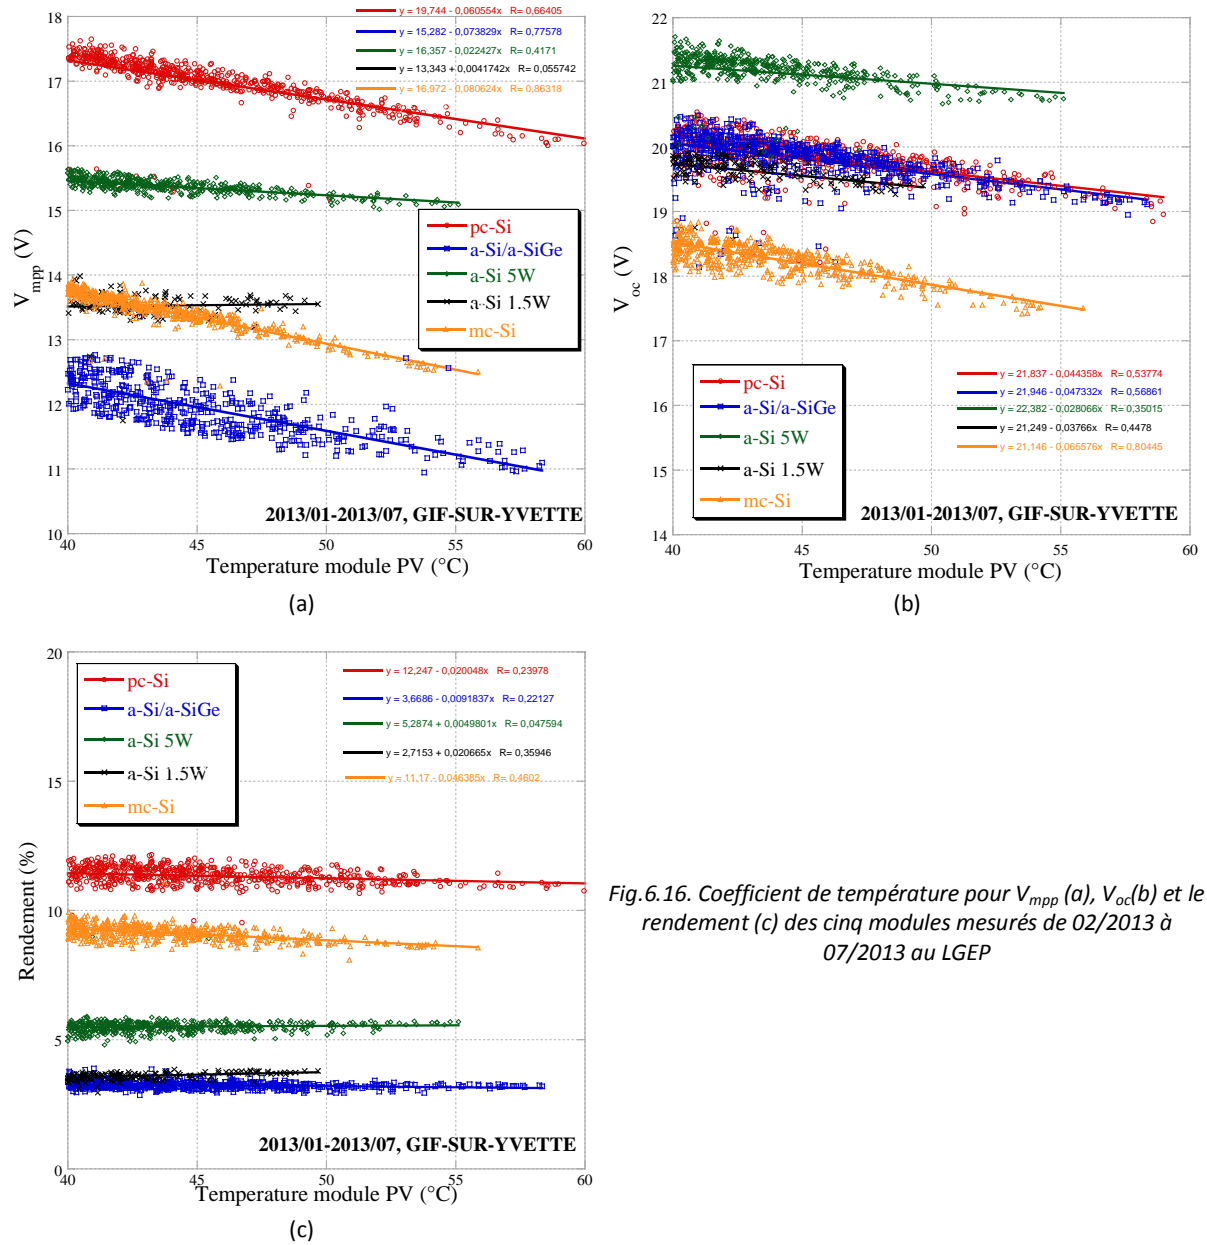 y = 19,744 - 0,060554x R= 0,66405
y = 15,282 - 0,073829x R= 0,77578
y = 16,357 - 0,022427x R= 0,4171
y = 13,343 + 0,0041742x R= 0,055742
y = 16,972 - 0,080624x R= 0,86318
18
17
16
15
14
13
12
11
10
V_mpp (V)
pc-Si
a-Si/a-SiGe
a-Si 5W
a-Si 1.5W
mc-Si
2013/01-2013/07, GIF-SUR-YVETTE
40 45 50 55 60
Temperature module PV (°C)
(a)
22
21
20
19
18
17
16
15
14
V_oc (V)
y = 21,837 - 0,044358x R= 0,53774
y = 21,946 - 0,047332x R= 0,56861
y = 22,382 - 0,028066x R= 0,35015
y = 21,249 - 0,03766x R= 0,4478
y = 21,146 - 0,065576x R= 0,80445
pc-Si
a-Si/a-SiGe
a-Si 5W
a-Si 1.5W
mc-Si
2013/01-2013/07, GIF-SUR-YVETTE
40 45 50 55 60
Temperature module PV (°C)
(b)
20
15
10
5
0
Rendement (%)
pc-Si
a-Si/a-SiGe
a-Si 5W
a-Si 1.5W
mc-Si
y = 12,247 - 0,020048x R= 0,23978
y = 3,6686 - 0,0091837x R= 0,22127
y = 5,2874 + 0,0049801x R= 0,047594
y = 2,7153 + 0,020665x R= 0,35946
y = 11,17 - 0,046385x R= 0,4602
2013/01-2013/07, GIF-SUR-YVETTE
40 45 50 55 60
Temperature module PV (°C)
(c)
Fig.6.16. Coefficient de température pour V_mpp (a), V_oc(b) et le
rendement (c) des cinq modules mesurés de 02/2013 à
07/2013 au LGEP